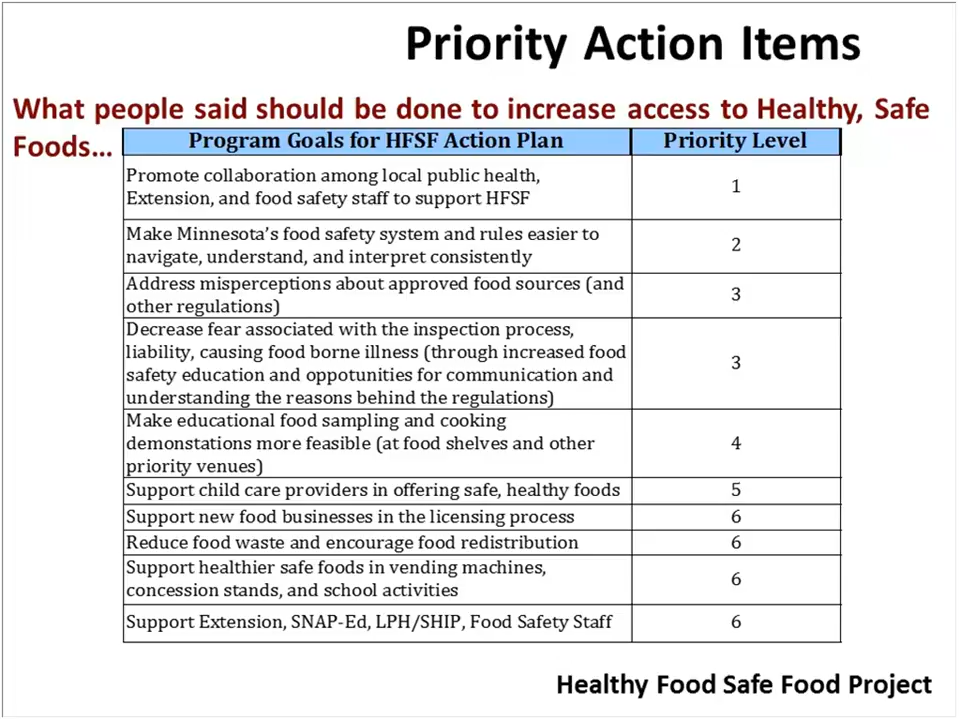 Priority Action Items
What people said should be done to increase access to Healthy, Safe
Foods...
Program Goals for HFSF Action Plan Priority Level
Promote collaboration among local public health,
Extension, and food safety staff to support HFSF
1
Make Minnesota's food safety system and rules easier to
navigate, understand, and interpret consistently
2
Address misperceptions about approved food sources (and
other regulations)
3
Decrease fear associated with the inspection process,
liability, causing food borne illness (through increased food
safety education and oppotunities for communication and
understanding the reasons behind the regulations)
3
Make educational food sampling and cooking
demonstations more feasible (at food shelves and other
priority venues)
4
Support child care providers in offering safe, healthy foods 5
Support new food businesses in the licensing process 6
Reduce food waste and encourage food redistribution 6
Support healthier safe foods in vending machines,
concession stands, and school activities
6
Support Extension, SNAP-Ed, LPH/SHIP, Food Safety Staff 6
Healthy Food Safe Food Project